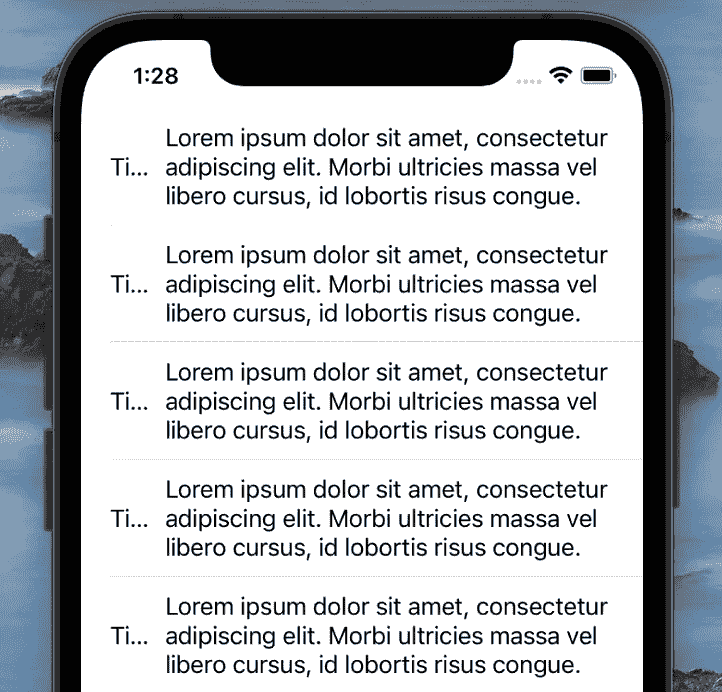 1:28
Lorem ipsum dolor sit amet, consectetur
Ti... adipiscing elit. Morbi ultricies massa vel
libero cursus, id lobortis risus congue.
Lorem ipsum dolor sit amet, consectetur
Ti... adipiscing elit. Morbi ultricies massa vel
libero cursus, id lobortis risus congue.
Lorem ipsum dolor sit amet, consectetur
Ti... adipiscing elit. Morbi ultricies massa vel
libero cursus, id lobortis risus congue.
Lorem ipsum dolor sit amet, consectetur
Ti... adipiscing elit. Morbi ultricies massa vel
libero cursus, id lobortis risus congue.
Lorem ipsum dolor sit amet, consectetur
Ti... adipiscing elit. Morbi ultricies massa vel
libero cursus, id lobortis risus congue.